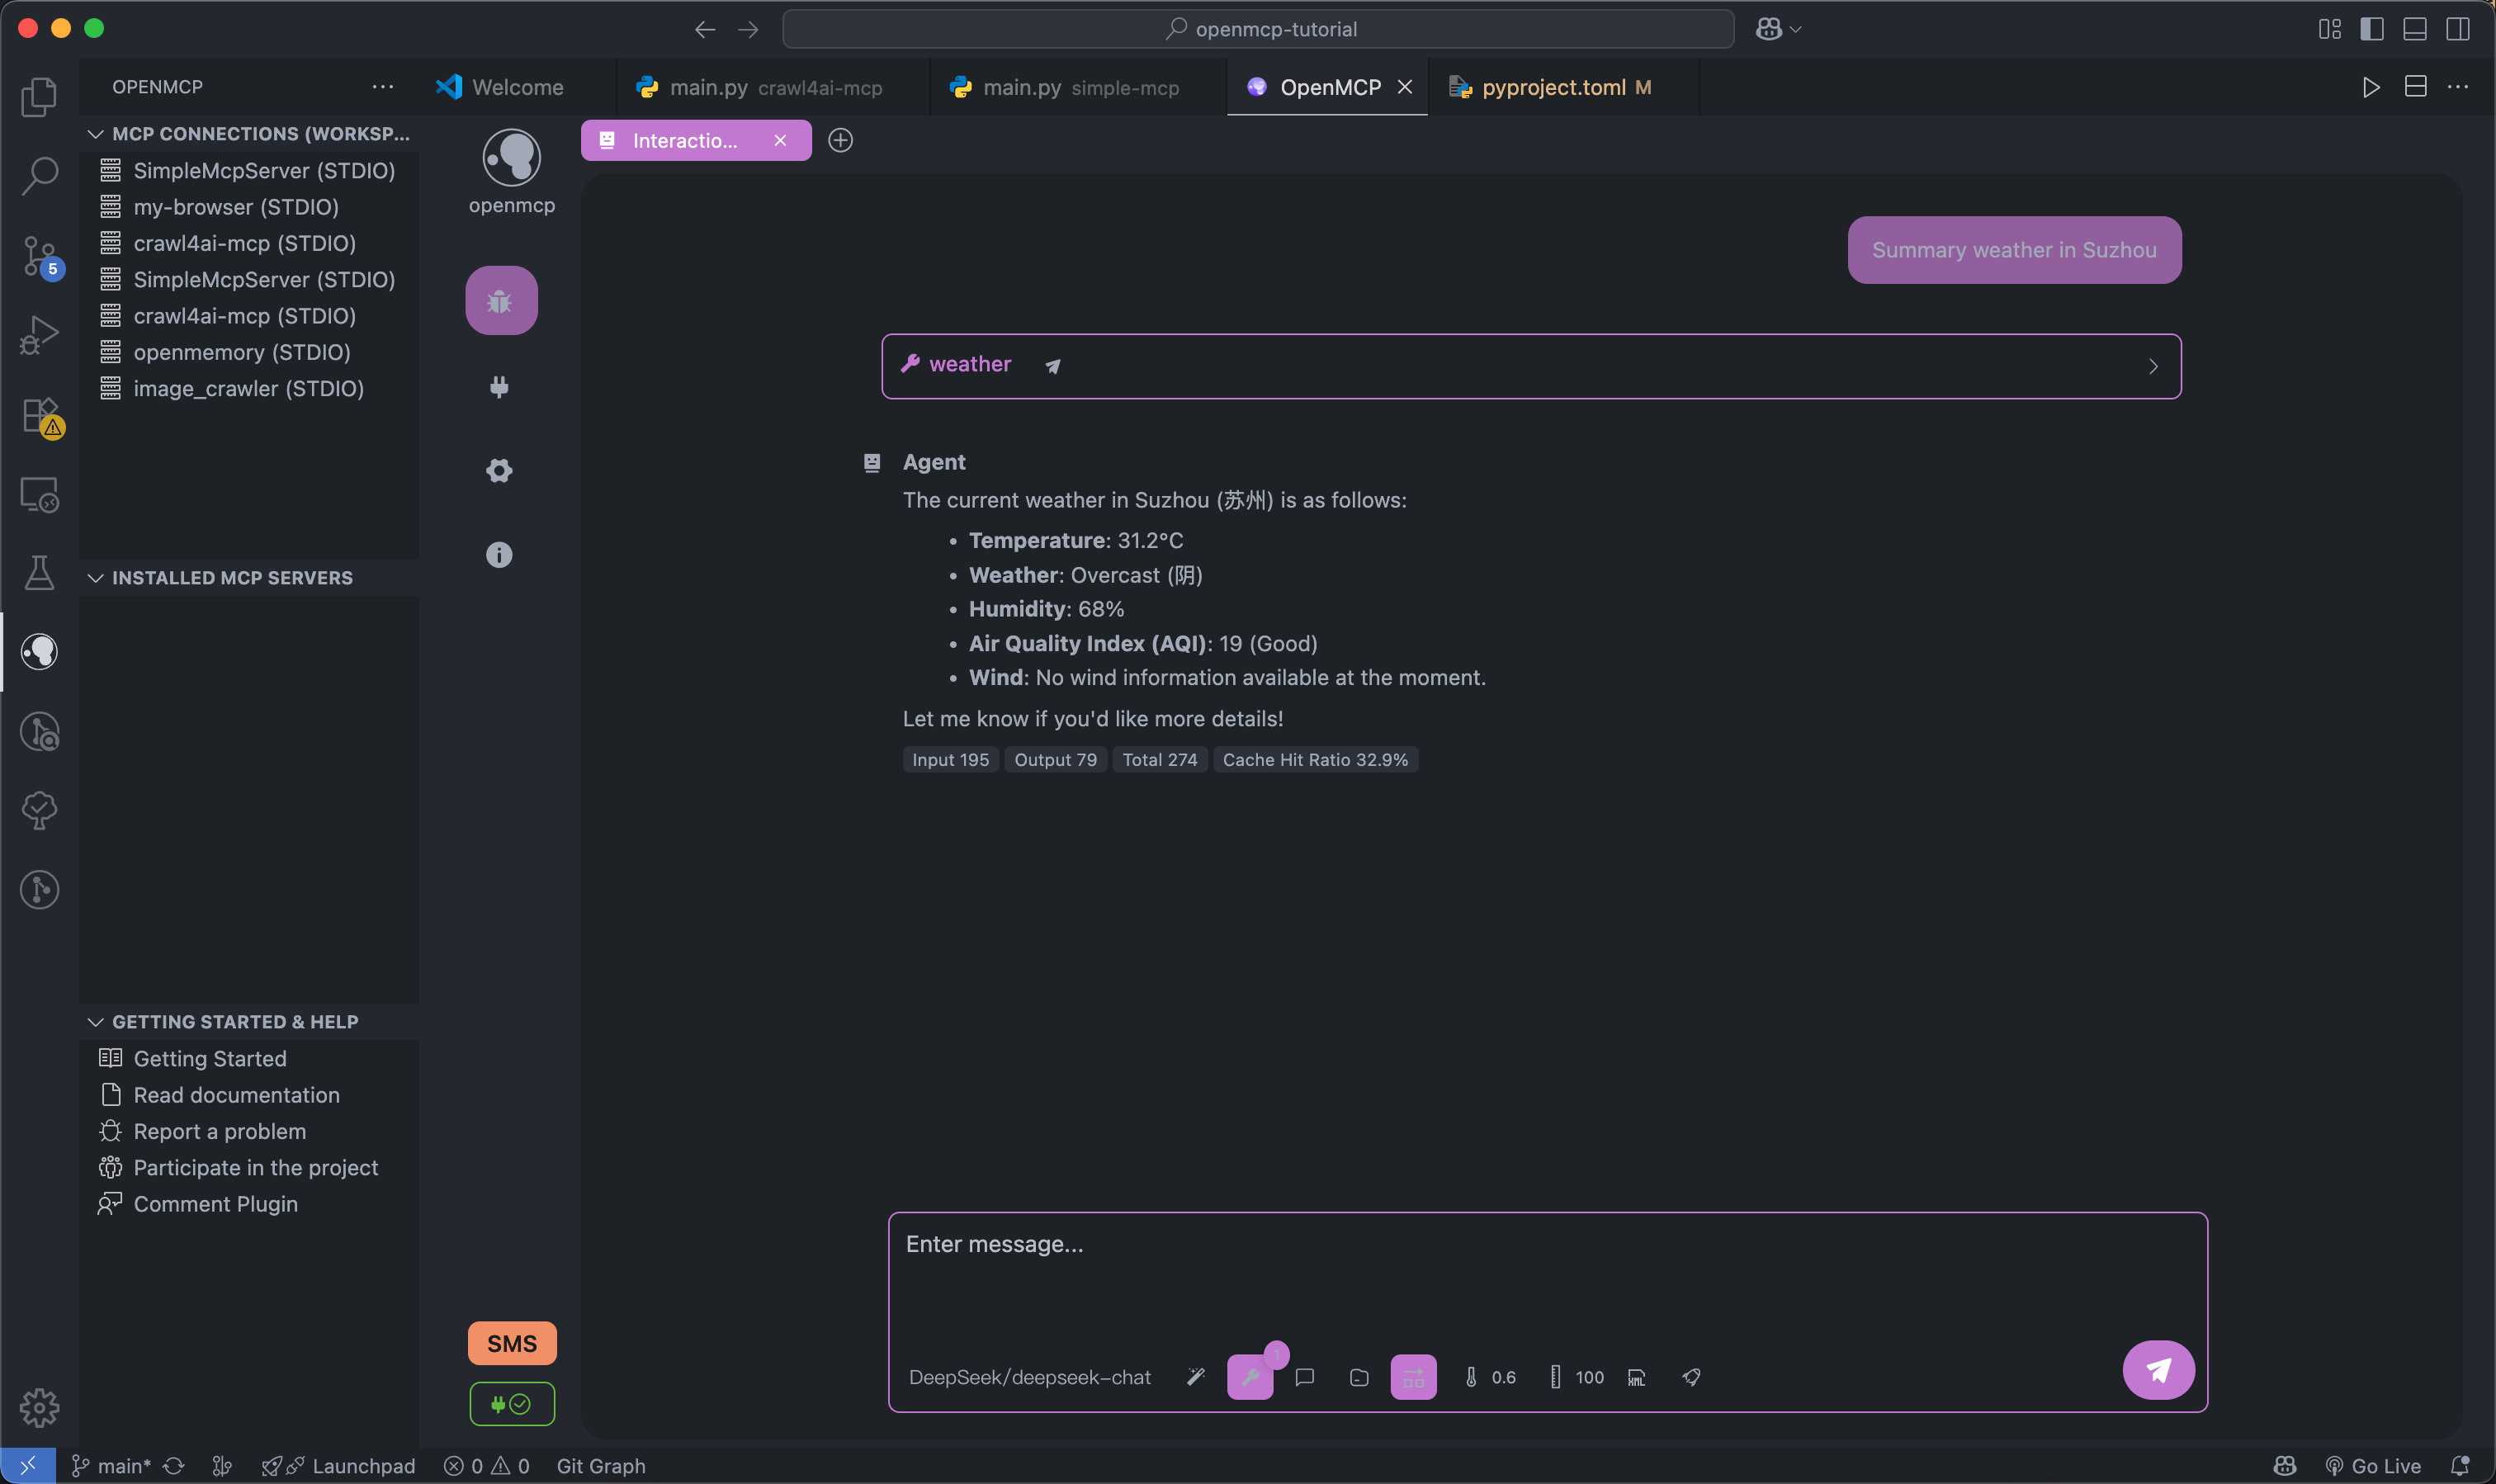 openmcp-tutorial
OPENMCP
Welcome
main.py crawl4ai-mcp
main.py simple-mcp
OpenMCP
pyproject.toml M
MCP CONNECTIONS (WORKSP...
SimpleMcpServer (STDIO)
my-browser (STDIO)
crawl4ai-mcp (STDIO)
SimpleMcpServer (STDIO)
crawl4ai-mcp (STDIO)
openmemory (STDIO)
image_crawler (STDIO)
5
INSTALLED MCP SERVERS
GETTING STARTED & HELP
Getting Started
Read documentation
Report a problem
Participate in the project
Comment Plugin
openmcp
SMS
Interactio...
Summary weather in Suzhou
weather
Agent
The current weather in Suzhou (苏州) is as follows:
• Temperature: 31.2°C
• Weather: Overcast (阴)
• Humidity: 68%
• Air Quality Index (AQI): 19 (Good)
• Wind: No wind information available at the moment.
Let me know if you'd like more details!
Input 195 Output 79 Total 274 Cache Hit Ratio 32.9%
Enter message...
DeepSeek/deepseek-chat 1 0.6 100 XML
main* Launchpad 0 0 Git Graph Go Live